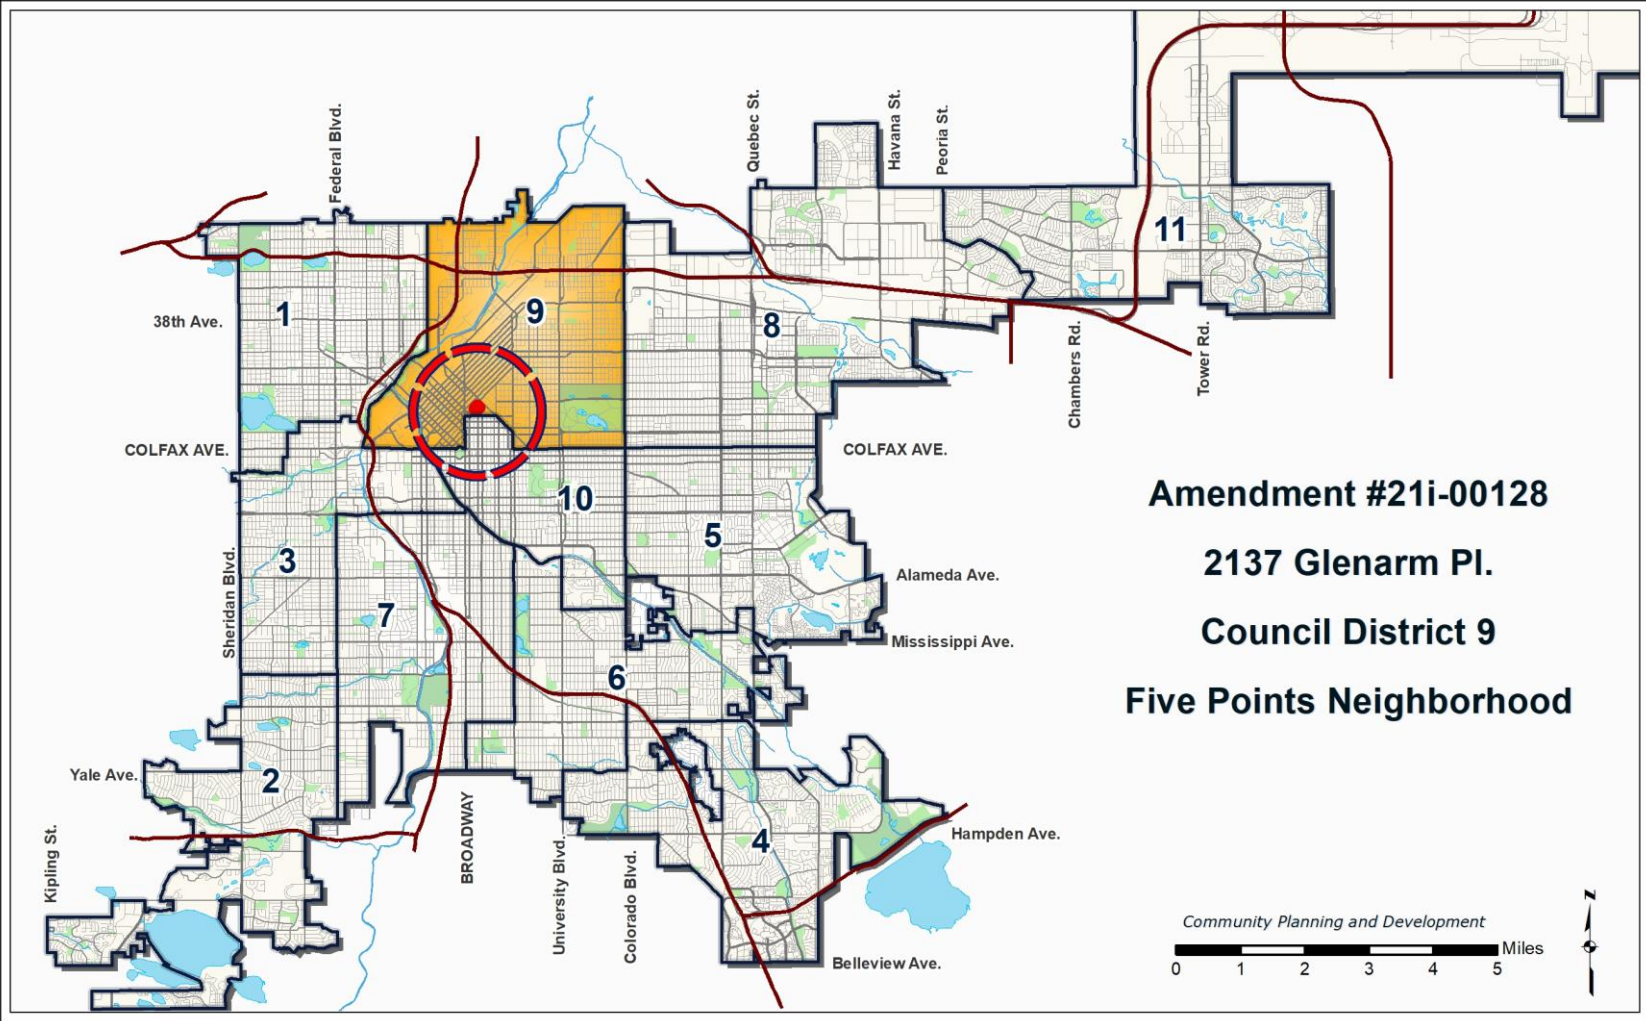 Federal Blvd.
Quebec St.
Havana St.
Peoria St.
11
1
9
8
38th Ave.
Chambers Rd.
Tower Rd.
COLFAX AVE.
COLFAX AVE.
10
5
3
7
6
Sheridan Blvd.
Alameda Ave.
Mississippi Ave.
Amendment #21i-00128
2137 Glenarm Pl.
Council District 9
Five Points Neighborhood
Yale Ave.
2
4
Kipling St.
BROADWAY
University Blvd.
Colorado Blvd.
Hampden Ave.
Belleview Ave.
Community Planning and Development
Miles
0 1 2 3 4 5
N